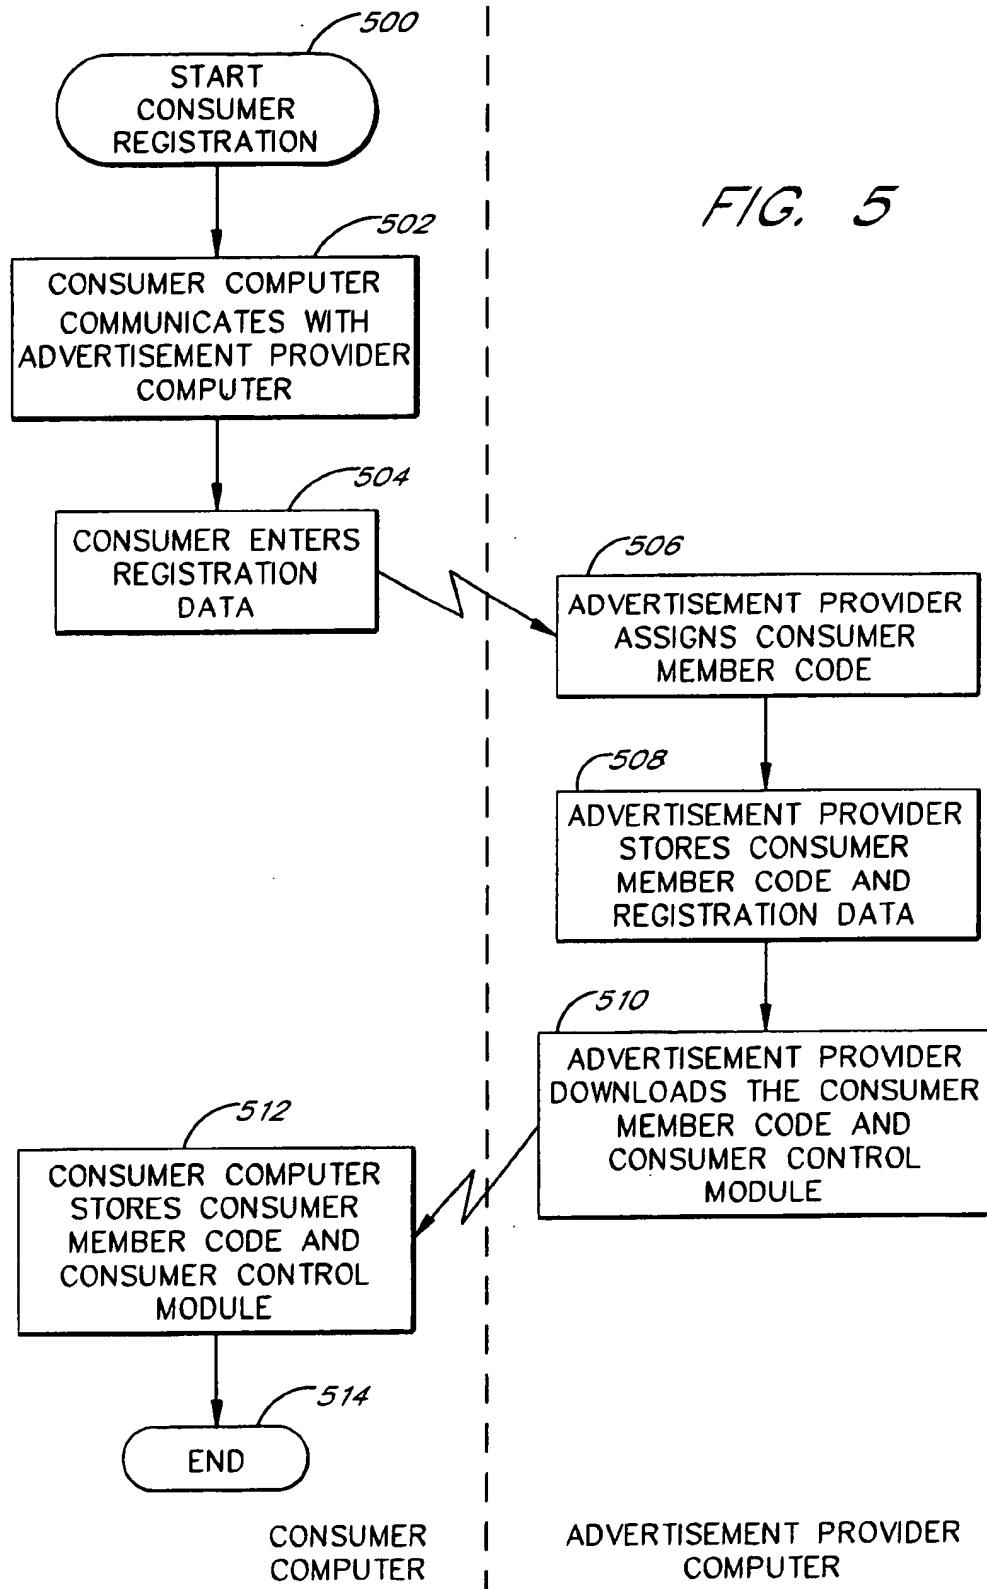 500
START
CONSUMER
REGISTRATION
FIG. 5
502
CONSUMER COMPUTER
COMMUNICATES WITH
ADVERTISEMENT PROVIDER
COMPUTER
504
CONSUMER ENTERS
REGISTRATION
DATA
506
ADVERTISEMENT PROVIDER
ASSIGNS CONSUMER
MEMBER CODE
508
ADVERTISEMENT PROVIDER
STORES CONSUMER
MEMBER CODE AND
REGISTRATION DATA
510
ADVERTISEMENT PROVIDER
DOWNLOADS THE CONSUMER
MEMBER CODE AND
CONSUMER CONTROL
MODULE
512
CONSUMER COMPUTER
STORES CONSUMER
MEMBER CODE AND
CONSUMER CONTROL
MODULE
514
END
CONSUMER
COMPUTER
ADVERTISEMENT PROVIDER
COMPUTER